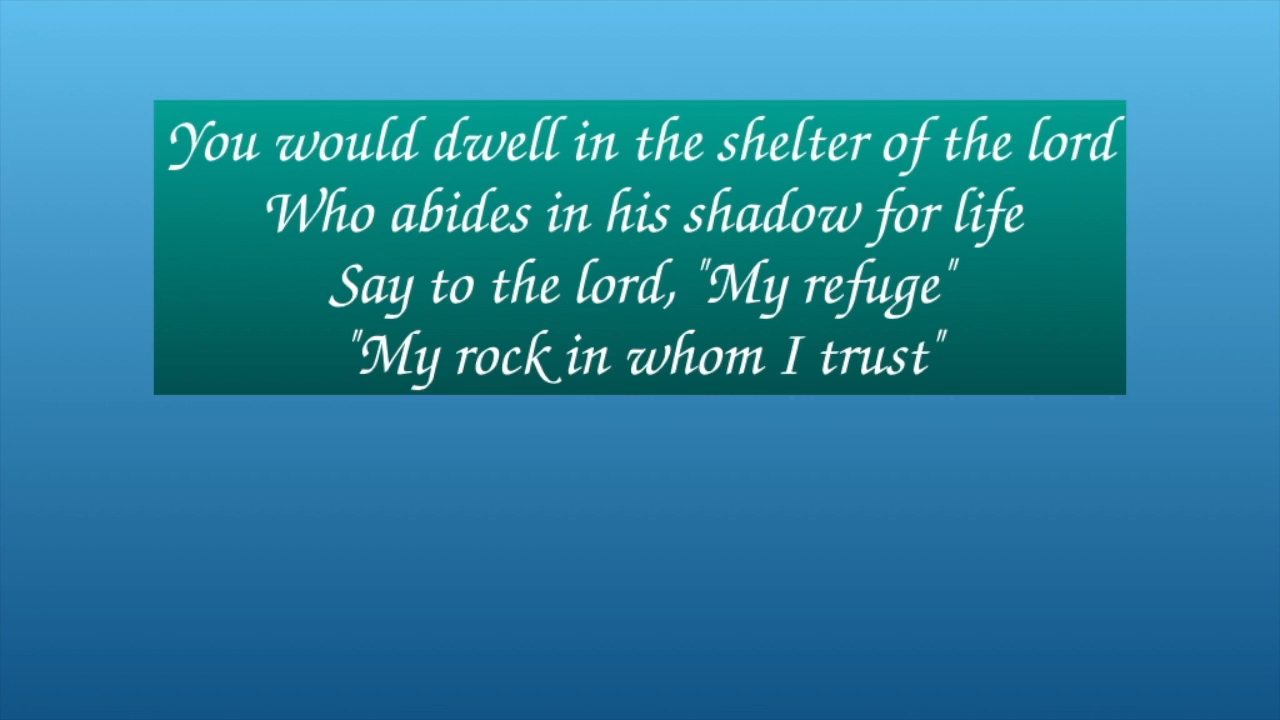 You would dwell in the shelter of the lord
Who abides in his shadow for life
Say to the lord, "My refuge"
"My rock in whom I trust"